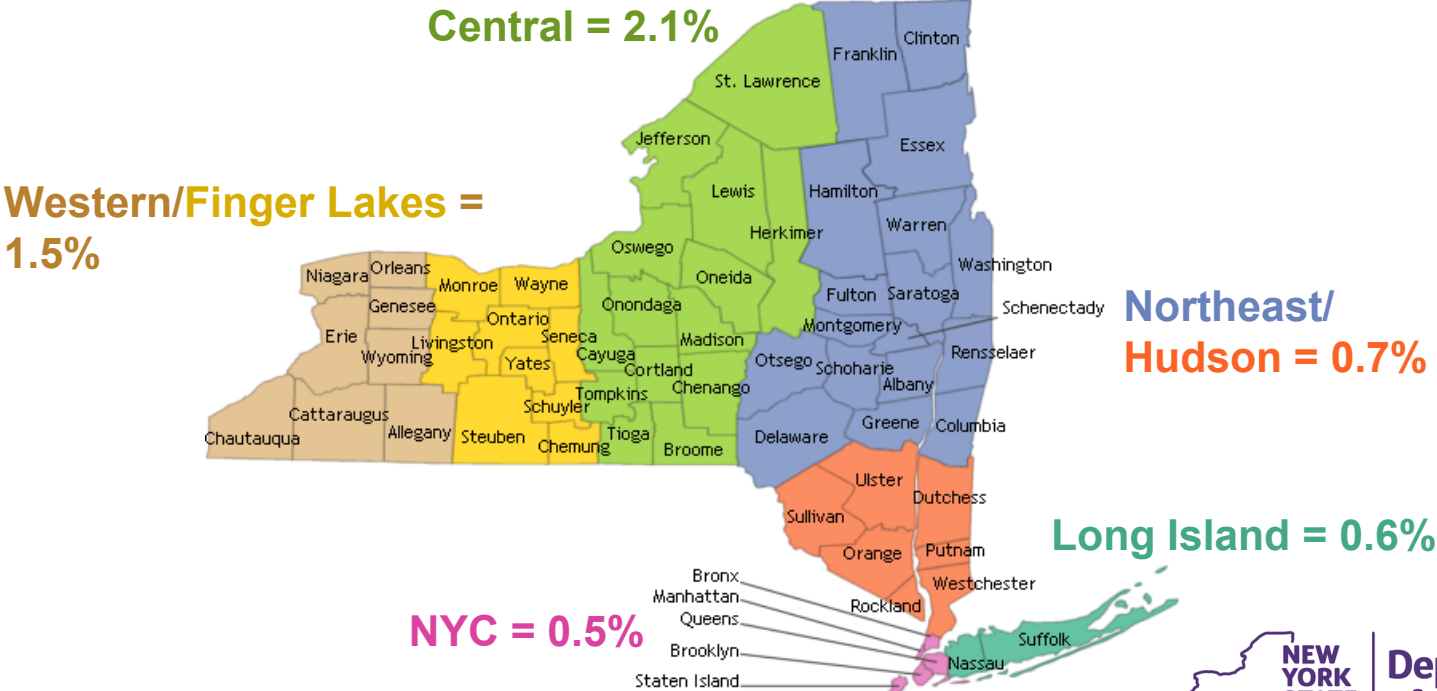 Central = 2.1%
Clinton
Franklin
St. Lawrence
Jefferson
Essex
Lewis
Hamilton
Western/Finger Lakes =
1.5%
Warren
Herkimer
Oswego
Washington
Niagara
Orleans
Oneida
Monroe
Wayne
Fulton
Saratoga
Genesee
Onondaga
Schenectady
Northeast/
Hudson = 0.7%
Ontario
Montgomery
Erie
Livingston
Seneca
Madison
Wyoming
Yates
Cayuga
Otsego
Schoharie
Rensselaer
Cortland
Albany
Tompkins
Chenango
Schuyler
Cattaraugus
Chautauqua
Allegany
Steuben
Chemung
Tioga
Broome
Delaware
Greene
Columbia
Ulster
Dutchess
Sullivan
Long Island = 0.6%
Orange
Putnam
Westchester
Bronx
Manhattan
Rockland
NYC = 0.5%
Queens
Suffolk
Brooklyn
Nassau
Staten Island
NEW
YORK